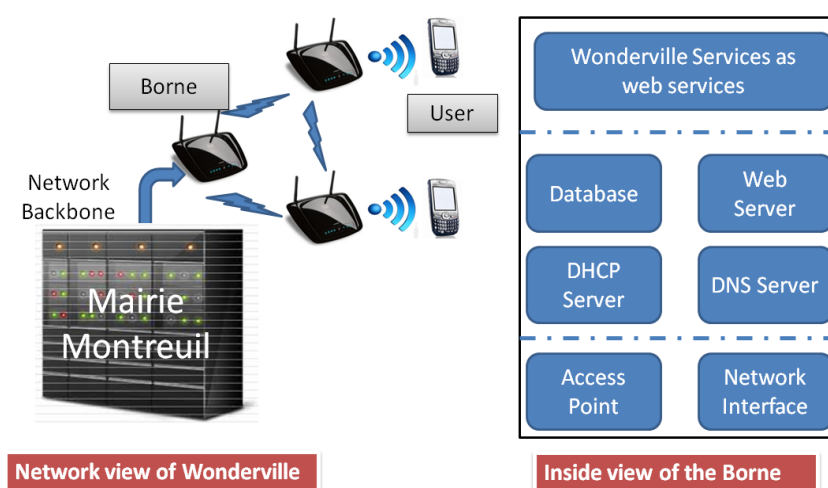 Borne
User
Network
Backbone
Mairie
Montreuil
Network view of Wonderville
Wonderville Services as
web services
Database
Web
Server
DHCP
Server
DNS Server
Access
Point
Network
Interface
Inside view of the Borne